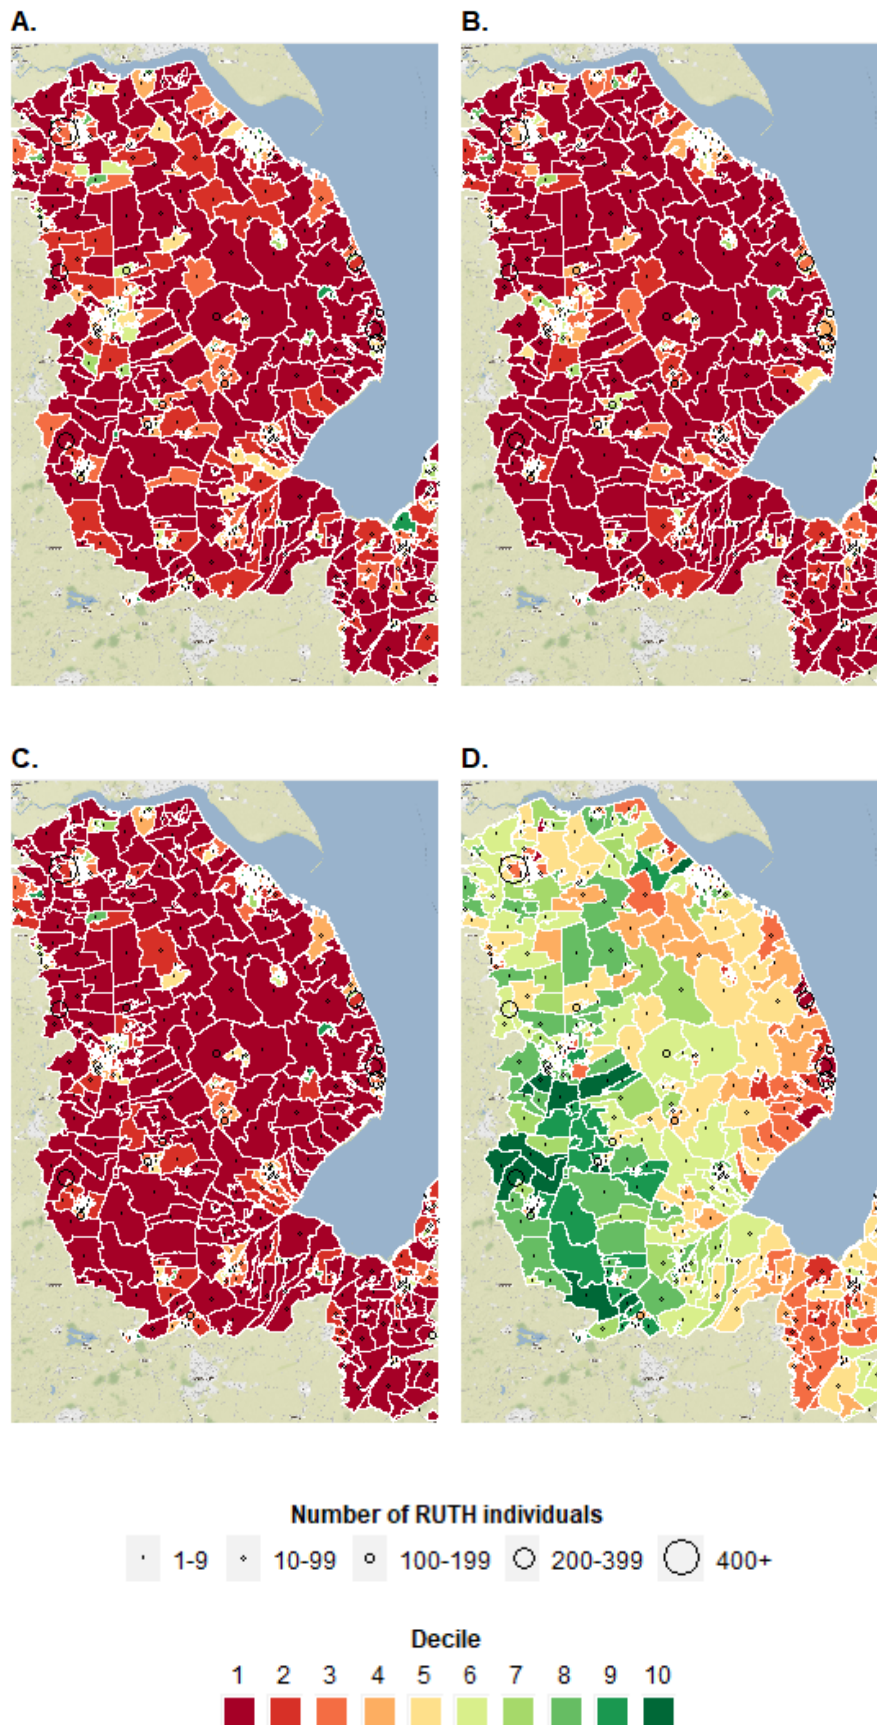 A. B.
C. D.
Number of RUTH individuals
1-9 10-99 100-199 200-399 400+
Decile
1 2 3 4 5 6 7 8 9 10